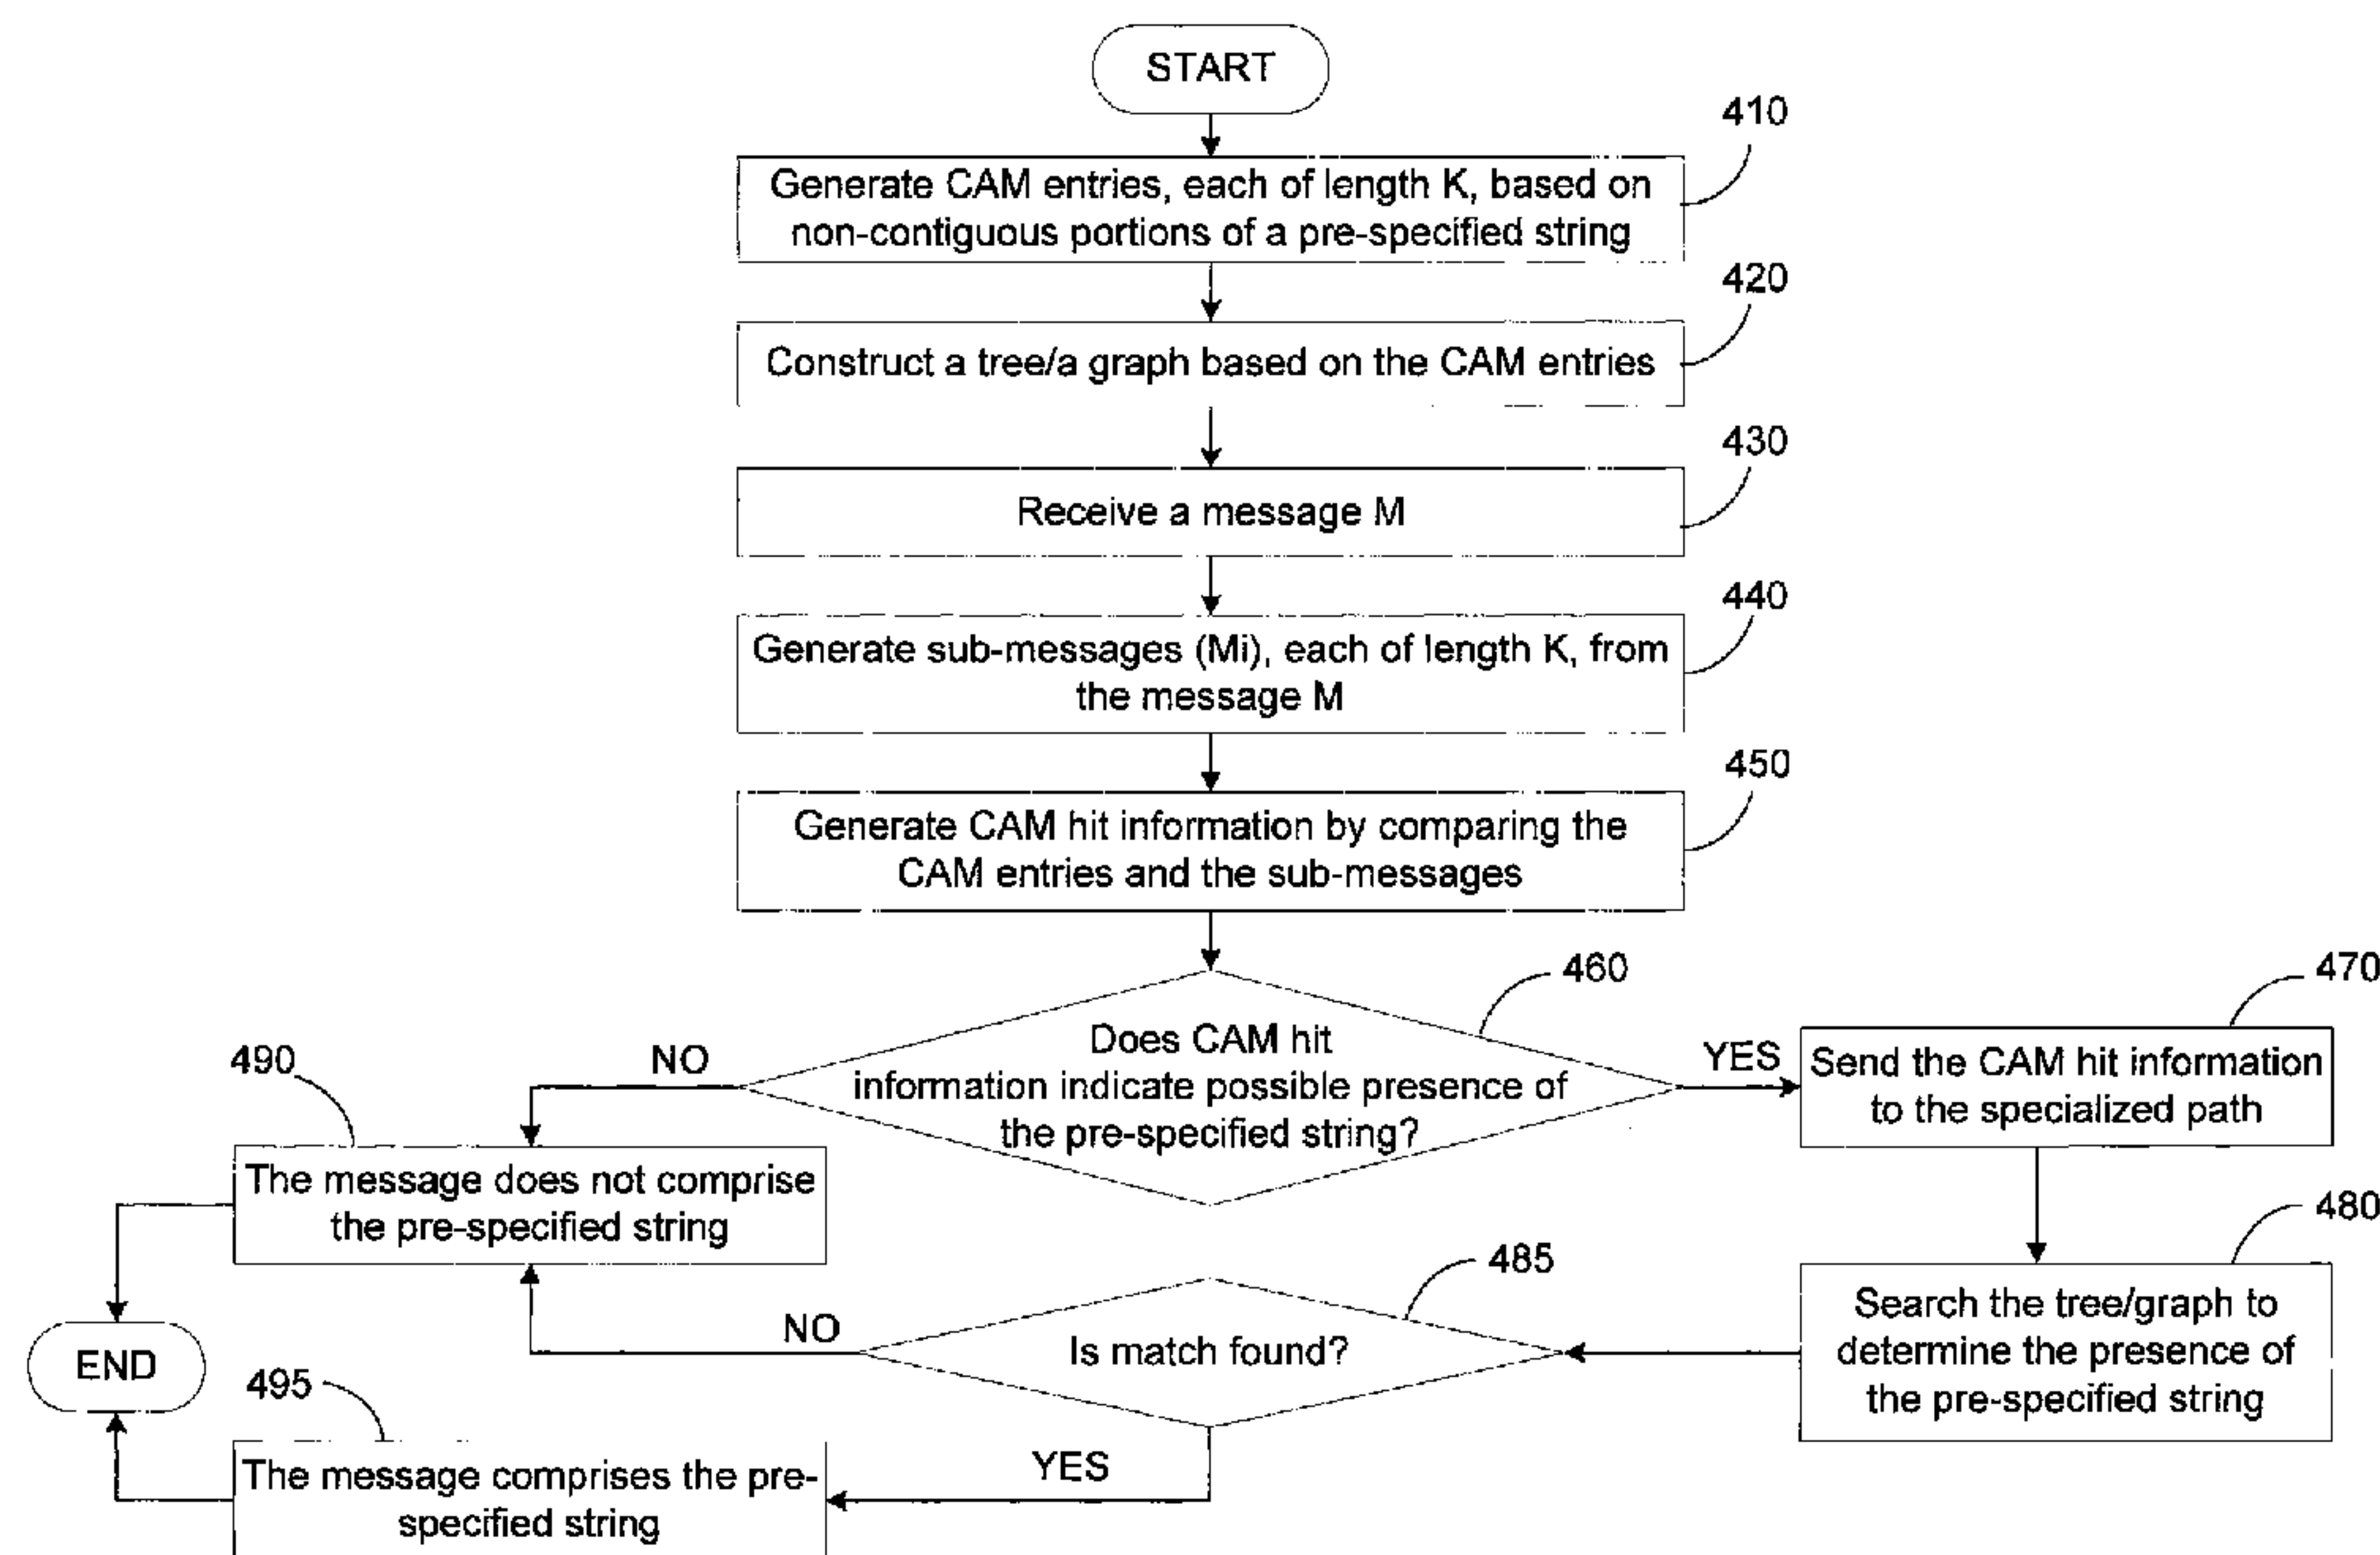 START
410
Generate CAM entries, each of length K, based on
non-contiguous portions of a pre-specified string
420
Construct a tree/a graph based on the CAM entries
430
Receive a message M
440
Generate sub-messages (Mi), each of length K, from
the message M
450
Generate CAM hit information by comparing the
CAM entries and the sub-messages
460
Does CAM hit
information indicate possible presence of
the pre-specified string?
NO
YES
470
Send the CAM hit information
to the specialized path
490
The message does not comprise
the pre-specified string
480
Search the tree/graph to
determine the presence of
the pre-specified string
485
Is match found?
NO
YES
END
495
The message comprises the pre-
specified string